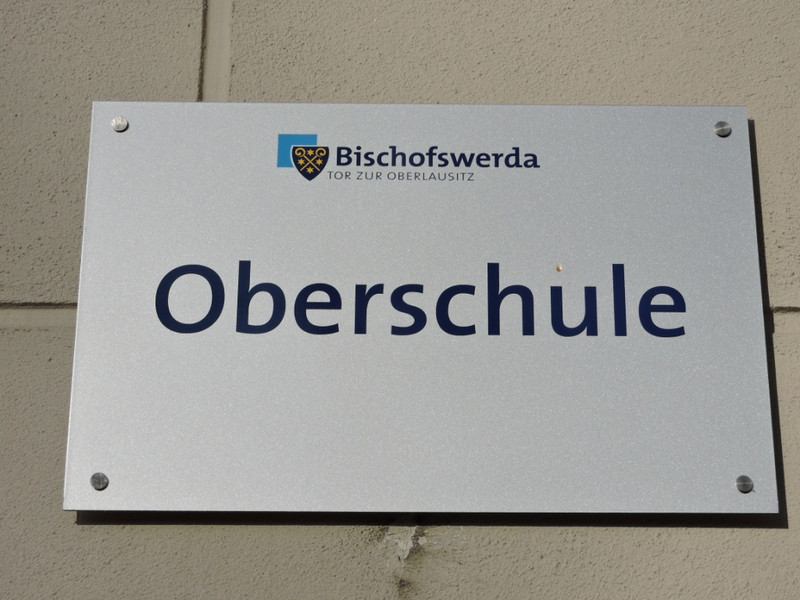 Bischofswerda
TOR ZUR OBERLAUSITZ
Oberschule